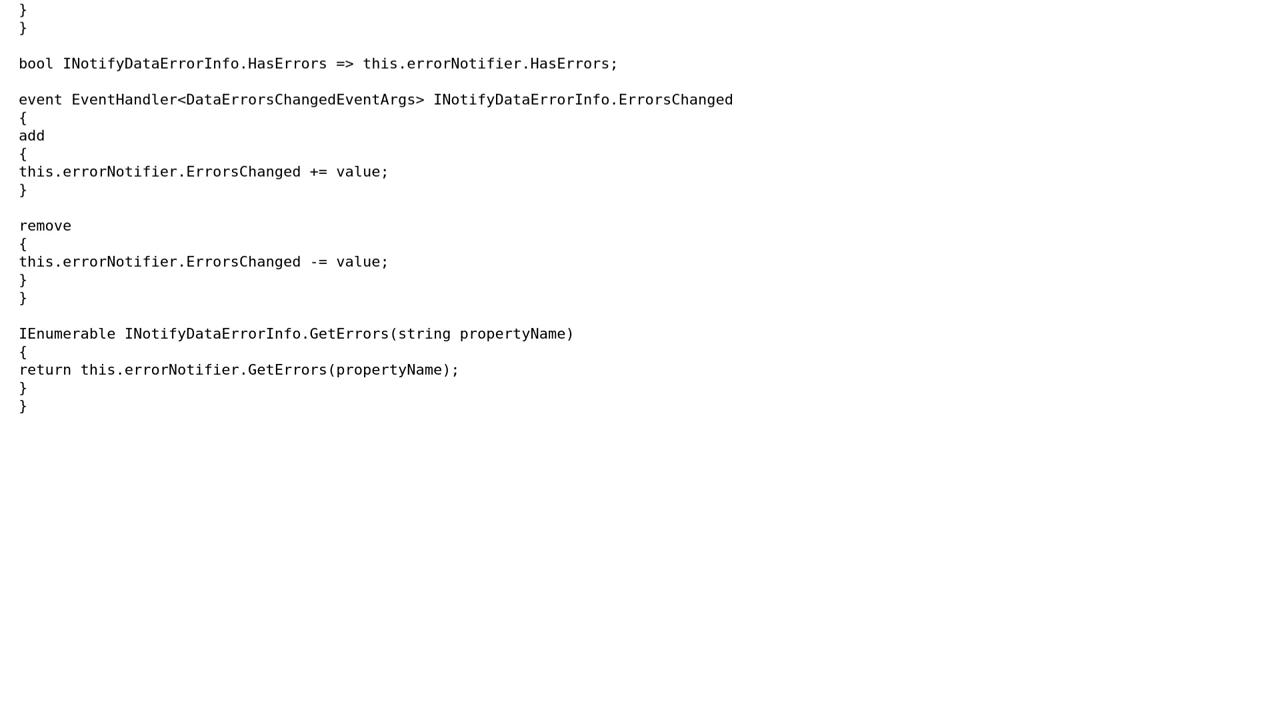 }
}
bool INotifyDataErrorInfo.HasErrors => this.errorNotifier.HasErrors;
event EventHandler<DataErrorsChangedEventArgs> INotifyDataErrorInfo.ErrorsChanged
{
add
{
this.errorNotifier.ErrorsChanged += value;
}
remove
{
this.errorNotifier.ErrorsChanged -= value;
}
}
IEnumerable INotifyDataErrorInfo.GetErrors(string propertyName)
{
return this.errorNotifier.GetErrors(propertyName);
}
}